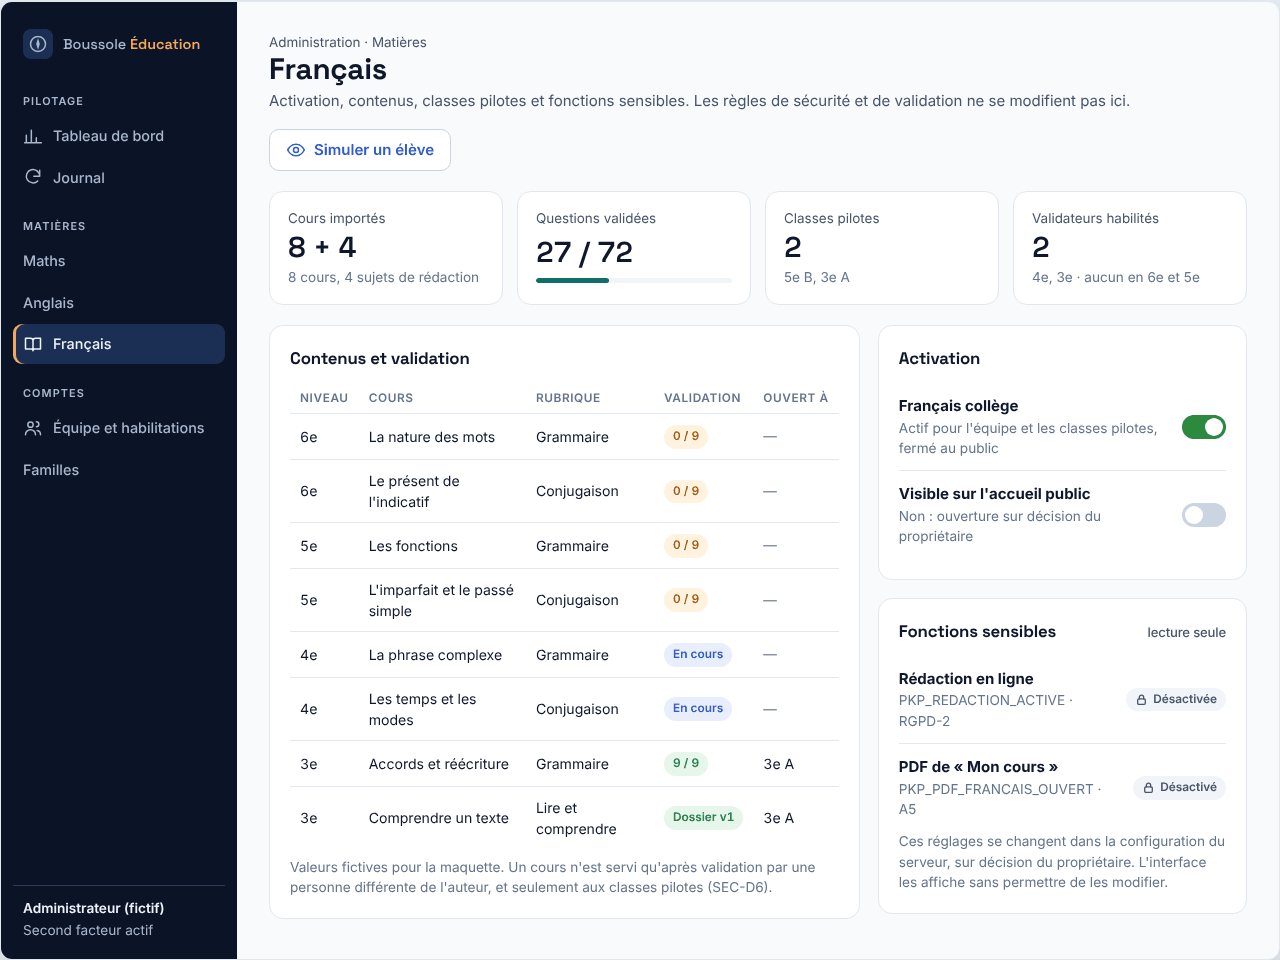 Boussole Éducation
PILOTAGE
Tableau de bord
Journal
MATIÈRES
Maths
Anglais
Français
COMPTES
Équipe et habilitations
Familles
Administrateur (fictif)
Second facteur actif
Administration · Matières
Français
Activation, contenus, classes pilotes et fonctions sensibles. Les règles de sécurité et de validation ne se modifient pas ici.
Simuler un élève
Cours importés
8 + 4
8 cours, 4 sujets de rédaction
Questions validées
27 / 72
Classes pilotes
2
5e B, 3e A
Validateurs habilités
2
4e, 3e · aucun en 6e et 5e
Contenus et validation
NIVEAU COURS RUBRIQUE VALIDATION OUVERT À
6e La nature des mots Grammaire 0 / 9 —
6e Le présent de
l'indicatif Conjugaison 0 / 9 —
5e Les fonctions Grammaire 0 / 9 —
5e L'imparfait et le passé
simple Conjugaison 0 / 9 —
4e La phrase complexe Grammaire En cours —
4e Les temps et les
modes Conjugaison En cours —
3e Accords et réécriture Grammaire 9 / 9 3e A
3e Comprendre un texte Lire et
comprendre Dossier v1 3e A
Valeurs fictives pour la maquette. Un cours n'est servi qu'après validation par une
personne différente de l'auteur, et seulement aux classes pilotes (SEC-D6).
Activation
Français collège
Actif pour l'équipe et les classes pilotes,
fermé au public
Visible sur l'accueil public
Non : ouverture sur décision du
propriétaire
Fonctions sensibles lecture seule
Rédaction en ligne
PKP_REDACTION_ACTIVE ·
RGPD-2
Désactivée
PDF de « Mon cours »
PKP_PDF_FRANCAIS_OUVERT ·
A5
Désactivé
Ces réglages se changent dans la configuration du
serveur, sur décision du propriétaire. L'interface
les affiche sans permettre de les modifier.